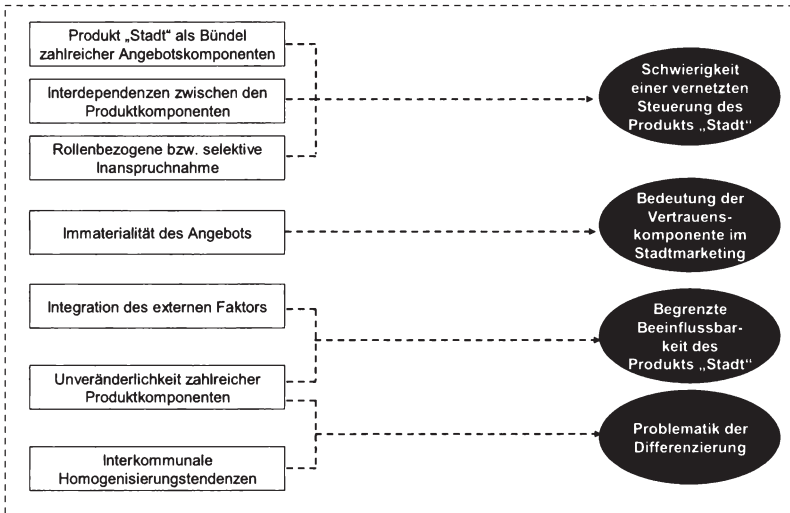 Produkt „Stadt“ als Bündel
zahlreicher Angebotskomponenten
Interdependenzen zwischen den
Produktkomponenten
Rollenbezogene bzw. selektive
Inanspruchnahme
Schwierigkeit
einer vernetzten
Steuerung des
Produkts „Stadt“
Immaterialität des Angebots
Bedeutung der
Vertrauens-
komponente im
Stadtmarketing
Integration des externen Faktors
Unveränderlichkeit zahlreicher
Produktkomponenten
Begrenzte
Beeinflussbar-
keit des
Produkts „Stadt“
Interkommunale
Homogenisierungstendenzen
Problematik der
Differenzierung